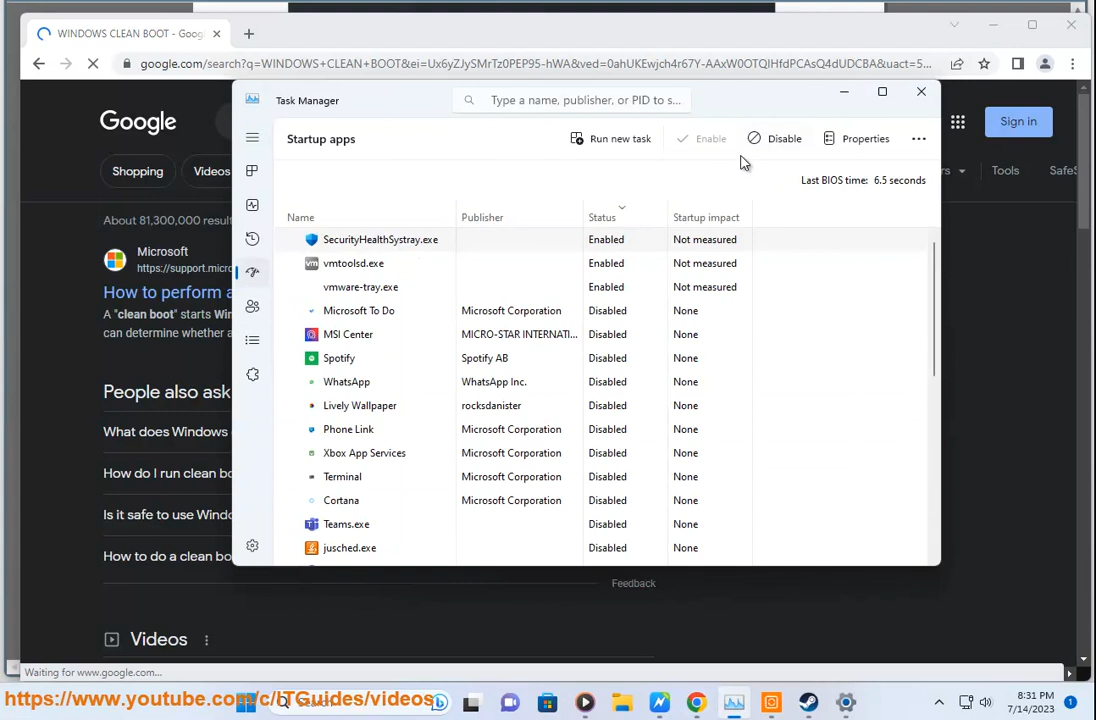 WINDOWS CLEAN BOOT - Goog
google.com/search?q=WINDOWS+CLEAN+BOOT&ei=Ux6yZJySMrTz0PEP95-hWA&ved=0ahUKEwjch4r67Y-AAxW0OTQIHfdPCAsQ4dUDCBA&uact=5...
Google
Sign in
Shopping
Videos
Tools
SafeS
About 81,300,000 result
Microsoft
https://support.micro
How to perform a
A "clean boot" starts Win
can determine whether a
People also ask
What does Windows
How do I run clean bo
Is it safe to use Windo
How to do a clean boo
Feedback
Videos
Waiting for www.google.com...
Task Manager
Type a name, publisher, or PID to s...
Startup apps
Run new task
Enable
Disable
Properties
Last BIOS time: 6.5 seconds
Name Publisher Status Startup impact
SecurityHealthSystray.exe Enabled Not measured
vmtoolsd.exe Enabled Not measured
vmware-tray.exe Enabled Not measured
Microsoft To Do Microsoft Corporation Disabled None
MSI Center MICRO-STAR INTERNATI... Disabled None
Spotify Spotify AB Disabled None
WhatsApp WhatsApp Inc. Disabled None
Lively Wallpaper rocksdanister Disabled None
Phone Link Microsoft Corporation Disabled None
Xbox App Services Microsoft Corporation Disabled None
Terminal Microsoft Corporation Disabled None
Cortana Microsoft Corporation Disabled None
Teams.exe Disabled None
jusched.exe Disabled None
https://www.youtube.com/c/ITGuides/videos
Search
8:31 PM
7/14/2023